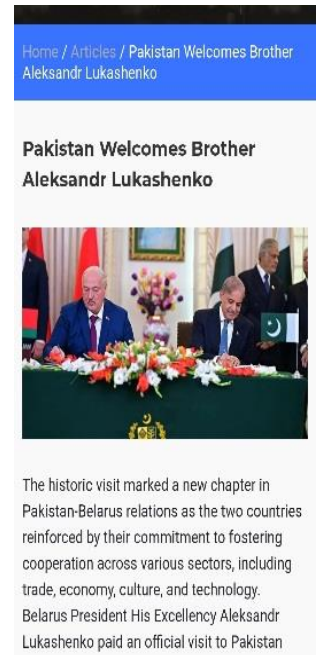 Home / Articles / Pakistan Welcomes Brother
Aleksandr Lukashenko
Pakistan Welcomes Brother
Aleksandr Lukashenko
The historic visit marked a new chapter in
Pakistan-Belarus relations as the two countries
reinforced by their commitment to fostering
cooperation across various sectors, including
trade, economy, culture, and technology.
Belarus President His Excellency Aleksandr
Lukashenko paid an official visit to Pakistan